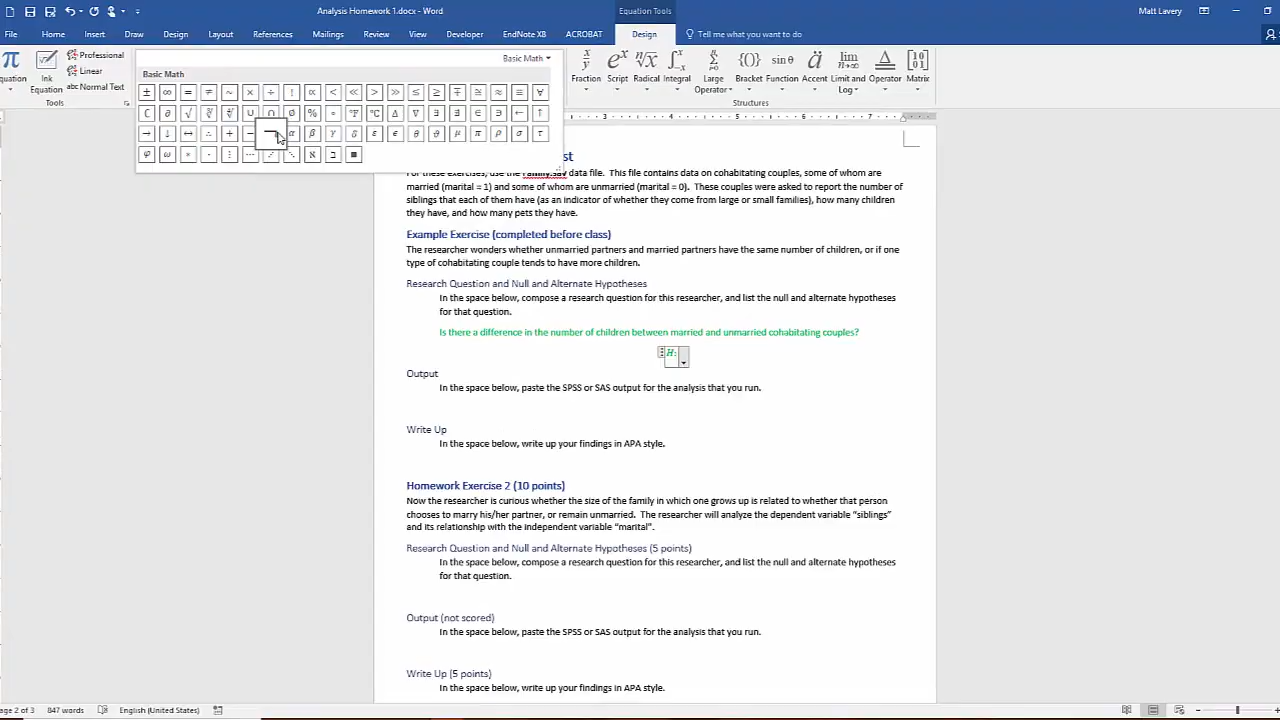 Analysis Homework 1.docx - Word
Equation Tools
Matt Lavery
File Home Insert Draw Design Layout References Mailings Review View Developer EndNote X8 ACROBAT Design Tell me what you want to do
Professional
Linear
Normal Text
Equation
Ink Equation
Tools
Basic Math
Basic Math
± ∞ = ≠ ~ × ÷ ! ∝ < ≪ > ≫ ≤ ≥ ∓ ≅ ≈ ≡ ∀
∁ ∂ √ ∛ ∜ ∪ ∩ ∅ % ° °F °C ∆ ∇ ∃ ∄ ∈ ∋ ← ↑
→ ↓ ↔ ∴ + − ¬ α β γ δ ε ϵ θ ϑ μ π ρ σ τ
φ ω * ∙ ⋮ ⋯ ⋰ ⋱ ℵ ℶ ∎
Fraction Script Radical Integral Large Operator Bracket Function Accent Limit and Log Operator Matrix
Structures
3 4 5 6 7
st
For these exercises, use the Family.sav data file. This file contains data on cohabitating couples, some of whom are
married (marital = 1) and some of whom are unmarried (marital = 0). These couples were asked to report the number of
siblings that each of them have (as an indicator of whether they come from large or small families), how many children
they have, and how many pets they have.
Example Exercise (completed before class)
The researcher wonders whether unmarried partners and married partners have the same number of children, or if one
type of cohabitating couple tends to have more children.
Research Question and Null and Alternate Hypotheses
In the space below, compose a research question for this researcher, and list the null and alternate hypotheses
for that question.
Is there a difference in the number of children between married and unmarried cohabitating couples?
H:
Output
In the space below, paste the SPSS or SAS output for the analysis that you run.
Write Up
In the space below, write up your findings in APA style.
Homework Exercise 2 (10 points)
Now the researcher is curious whether the size of the family in which one grows up is related to whether that person
chooses to marry his/her partner, or remain unmarried. The researcher will analyze the dependent variable “siblings”
and its relationship with the independent variable “marital”.
Research Question and Null and Alternate Hypotheses (5 points)
In the space below, compose a research question for this researcher, and list the null and alternate hypotheses
for that question.
Output (not scored)
In the space below, paste the SPSS or SAS output for the analysis that you run.
Write Up (5 points)
In the space below, write up your findings in APA style.
Page 2 of 3 847 words English (United States)